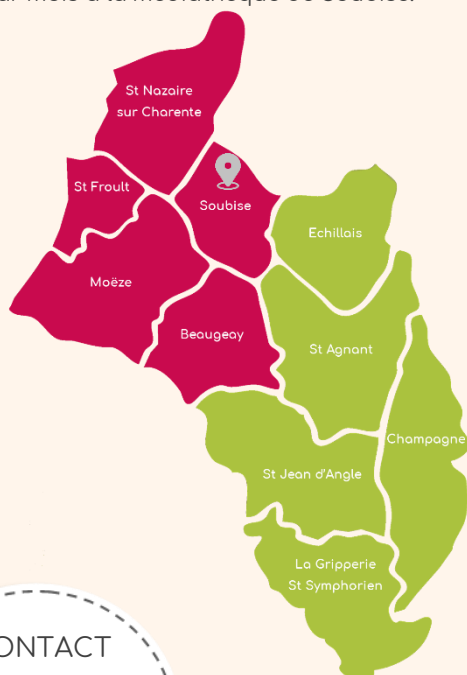 St Nazaire
sur Charente
St Froult
Soubise
Echillais
Moëze
Beaugeay
St Agnant
Champagne
St Jean d'Angle
La Gripperie
St Symphorien